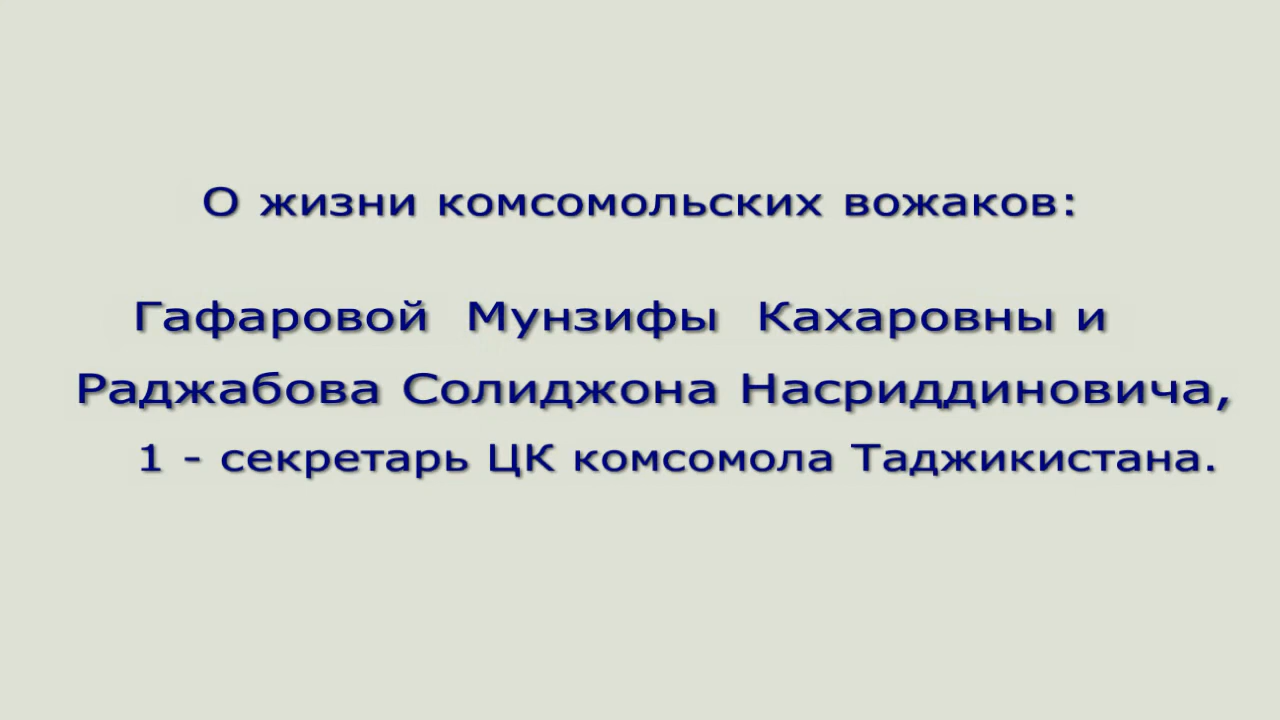 О жизни комсомольских вожаков:
Гафаровой Мунзифы Кахаровны и
Раджабова Солиджона Насриддиновича,
1 - секретарь ЦК комсомола Таджикистана.